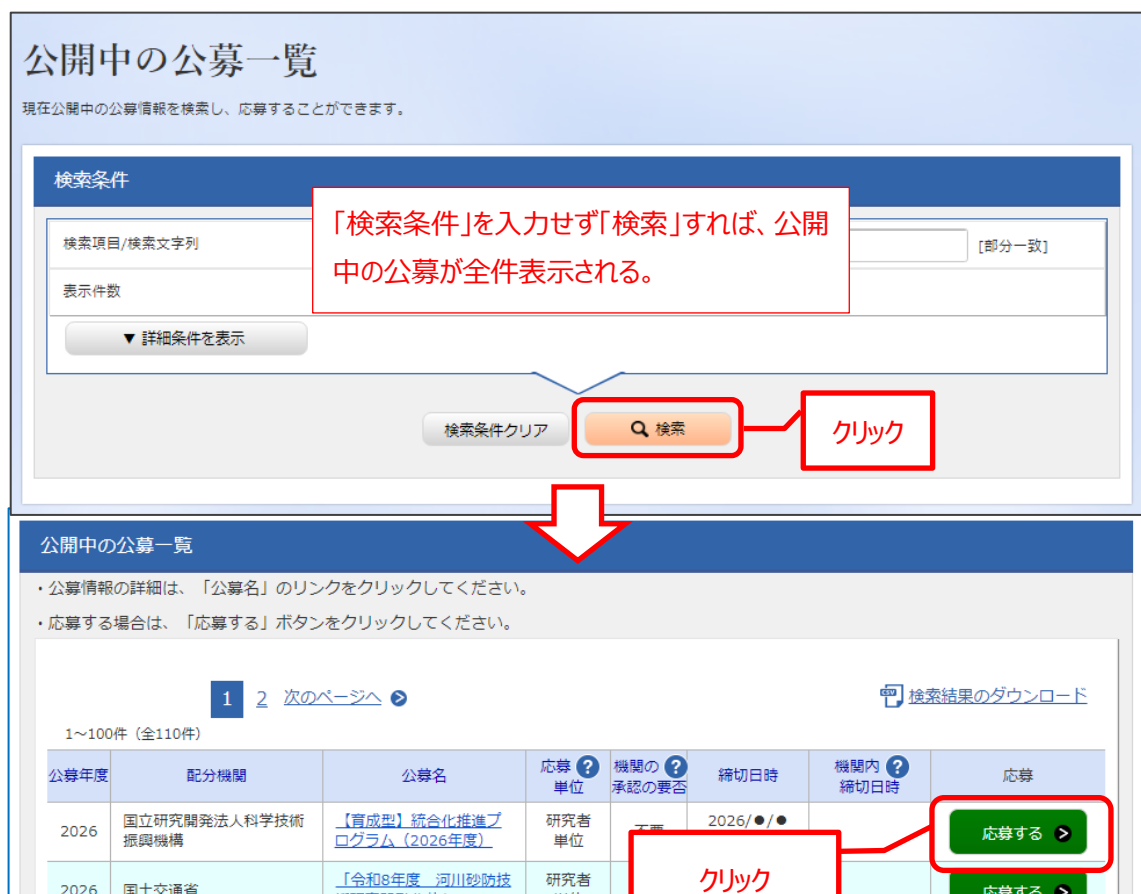 公開中の公募一覧
現在公開中の公募情報を検索し、応募することができます。
検索条件
「検索条件」を入力せず「検索」すれば、公開
中の公募が全件表示される。
検索項目/検索文字列
[部分一致]
表示件数
▼ 詳細条件を表示
検索条件クリア
検索
クリック
公開中の公募一覧
・公募情報の詳細は、「公募名」のリンクをクリックしてください。
・応募する場合は、「応募する」ボタンをクリックしてください。
1 2 次のページへ
検索結果のダウンロード
1～100件（全110件）
公募年度 配分機関 公募名 応募 ? 単位 機関の ? 承認の要否 締切日時 機関内 ? 締切日時 応募
2026 国立研究開発法人科学技術 【育成型】統合化推進プ 研究者 不要 2026/●/● 応募する
振興機構 ログラム（2026年度） 単位
クリック
2026 国土交通省 「令和8年度 河川砂防技 研究者 応募する